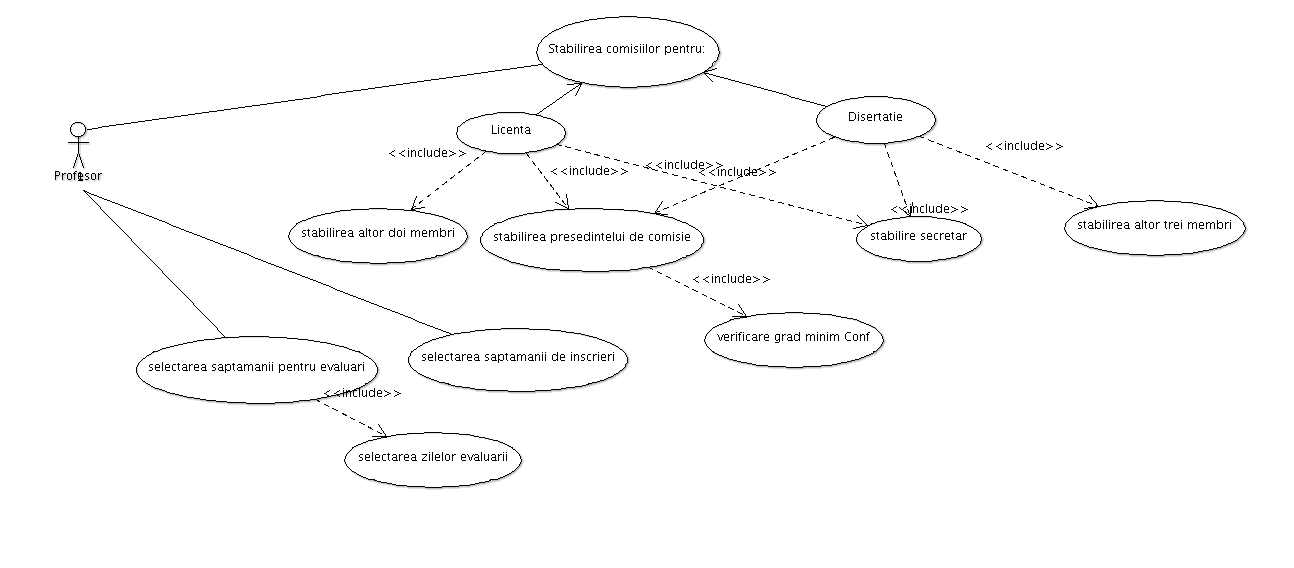 Stabilirea comisiilor pentru:
Licenta
Disertatie
Profesor
<<include>>
<<include>>
<<include>>
<<include>>
<<include>>
<<include>>
stabilirea altor doi membri
stabilirea presedintelui de comisie
stabilire secretar
stabilirea altor trei membri
<<include>>
verificare grad minim Conf
selectarea saptamanii pentru evaluari
selectarea saptamanii de inscrieri
<<include>>
selectarea zilelor evaluarii